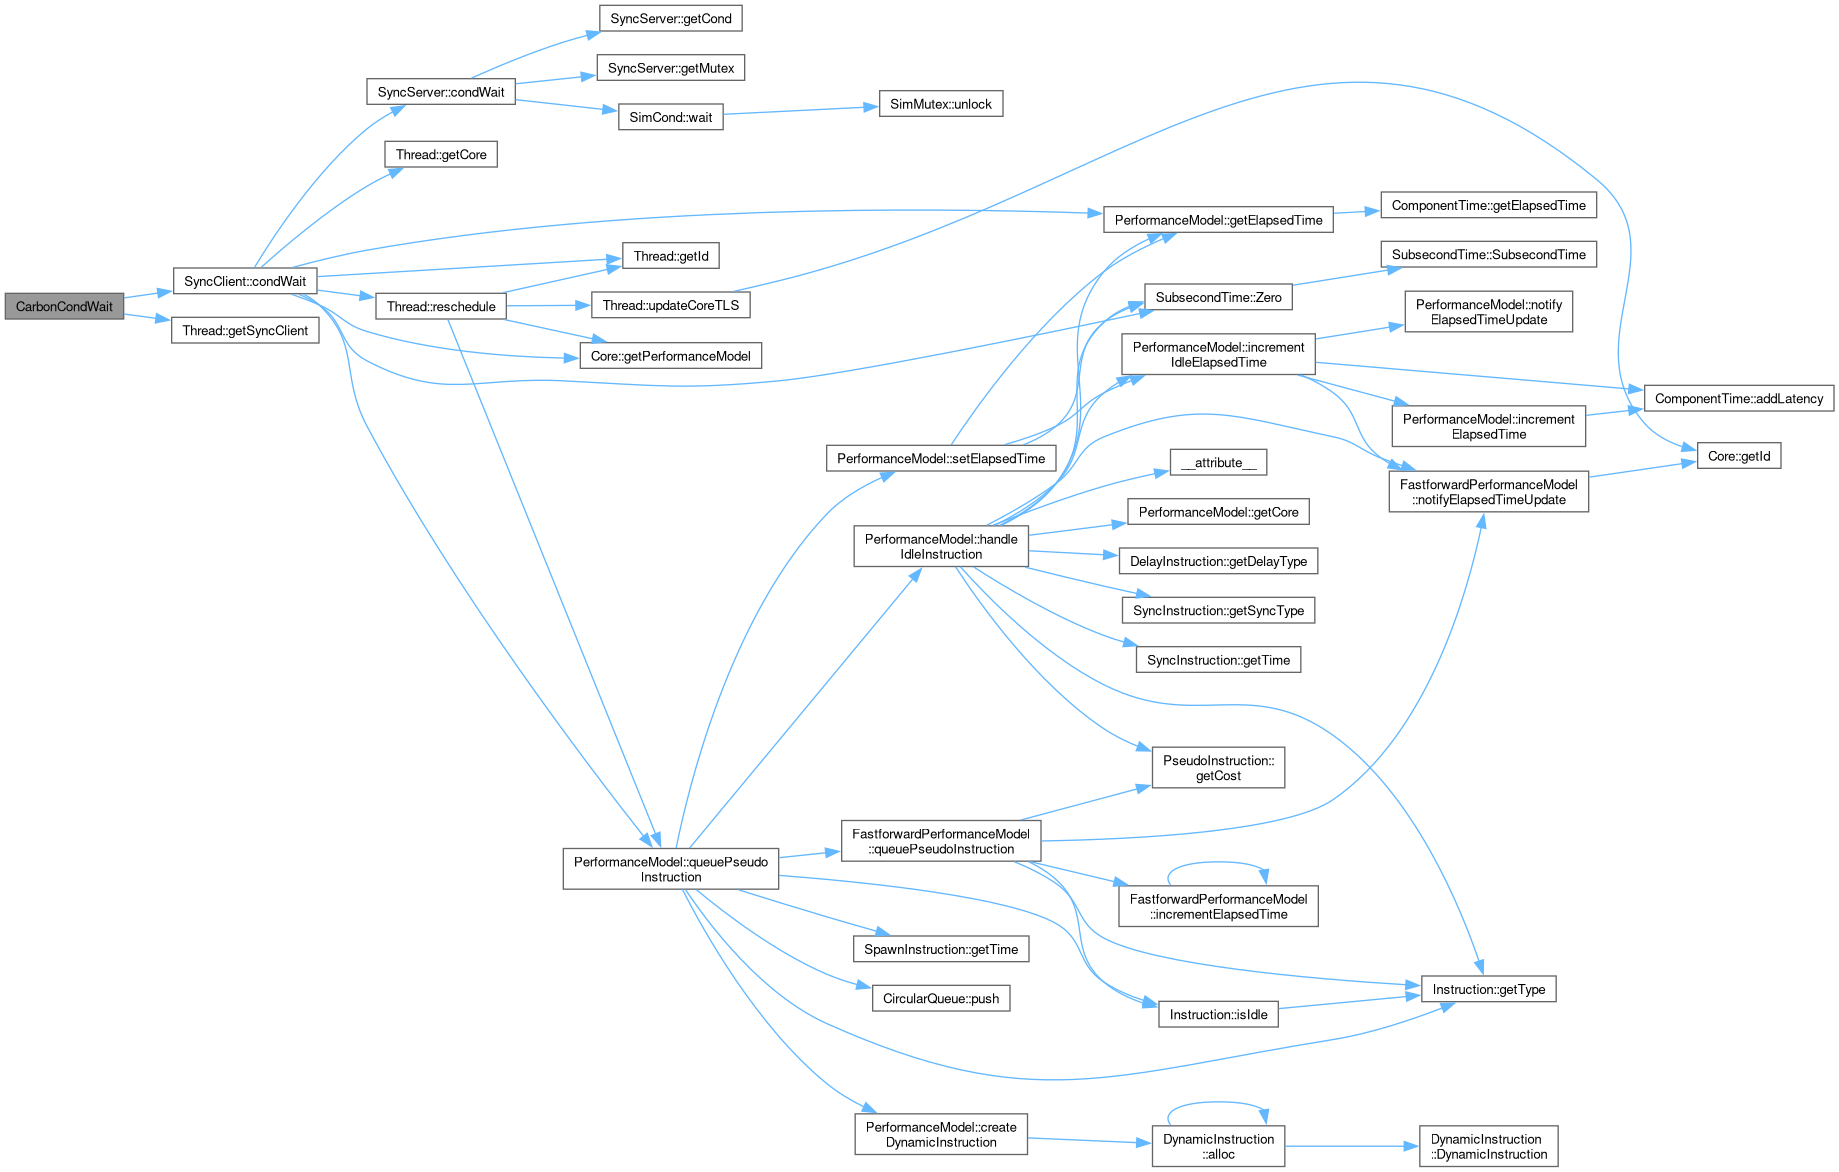 SyncServer::getCond
SyncServer::getMutex
SyncServer::condWait
SimMutex::unlock
SimCond::wait
Thread::getCore
ComponentTime::getElapsedTime
PerformanceModel::getElapsedTime
Thread::getId
SubsecondTime::SubsecondTime
SyncClient::condWait
SubsecondTime::Zero
CarbonCondWait
Thread::reschedule
Thread::updateCoreTLS
PerformanceModel::notify
ElapsedTimeUpdate
Thread::getSyncClient
Core::getPerformanceModel
PerformanceModel::increment
IdleElapsedTime
ComponentTime::addLatency
PerformanceModel::increment
ElapsedTime
PerformanceModel::setElapsedTime
Core::getId
__attribute__
FastforwardPerformanceModel
::notifyElapsedTimeUpdate
PerformanceModel::getCore
PerformanceModel::handle
IdleInstruction
DelayInstruction::getDelayType
SyncInstruction::getSyncType
SyncInstruction::getTime
PseudoInstruction::
getCost
FastforwardPerformanceModel
::queuePseudoInstruction
PerformanceModel::queuePseudo
Instruction
FastforwardPerformanceModel
::incrementElapsedTime
SpawnInstruction::getTime
CircularQueue::push
Instruction::getType
Instruction::isIdle
PerformanceModel::create
DynamicInstruction
DynamicInstruction
::alloc
DynamicInstruction
::DynamicInstruction